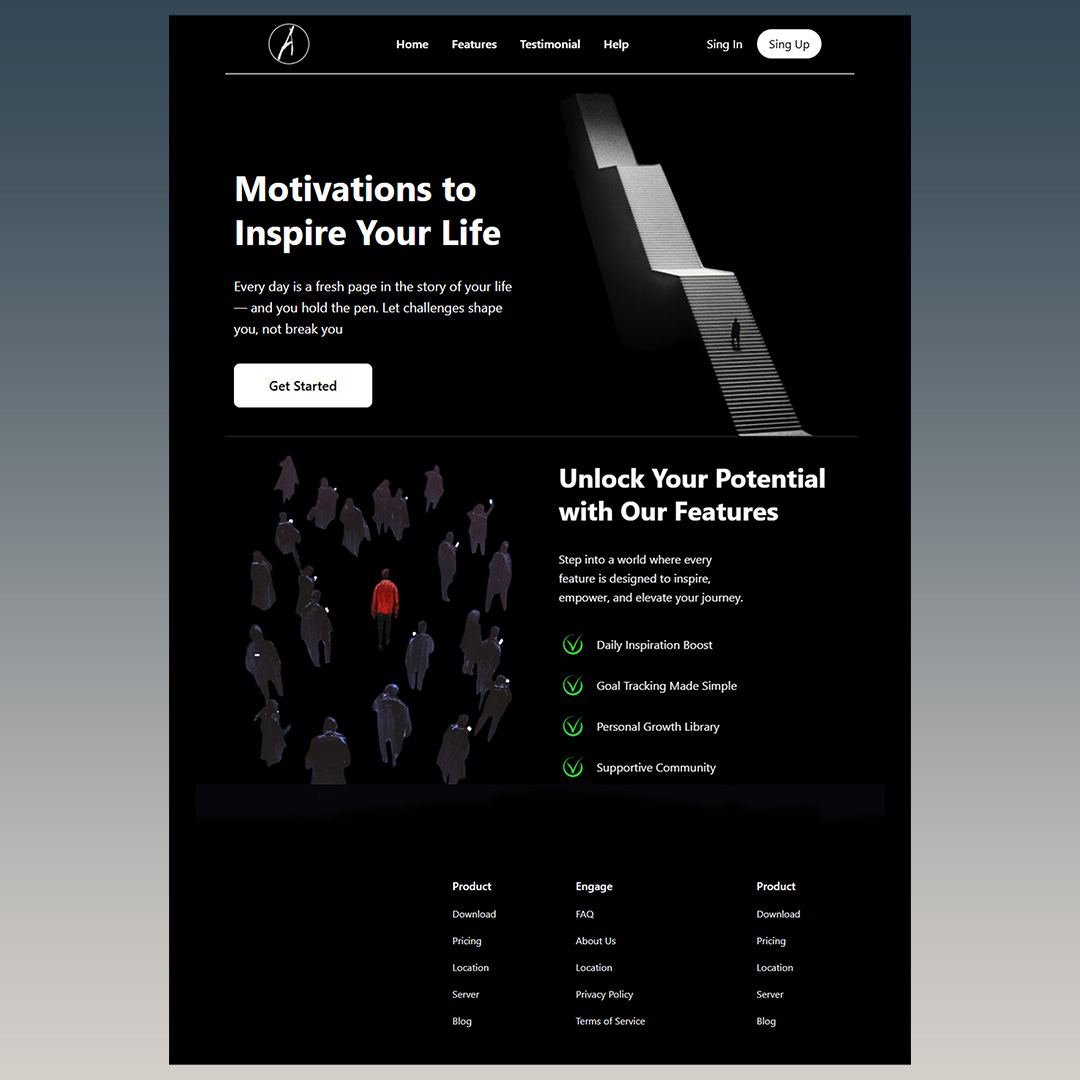 Home Features Testimonial Help Sing In Sing Up
Motivations to
Inspire Your Life
Every day is a fresh page in the story of your life
— and you hold the pen. Let challenges shape
you, not break you
Get Started
Unlock Your Potential
with Our Features
Step into a world where every
feature is designed to inspire,
empower, and elevate your journey.
Daily Inspiration Boost
Goal Tracking Made Simple
Personal Growth Library
Supportive Community
Product
Download
Pricing
Location
Server
Blog
Engage
FAQ
About Us
Location
Privacy Policy
Terms of Service
Product
Download
Pricing
Location
Server
Blog